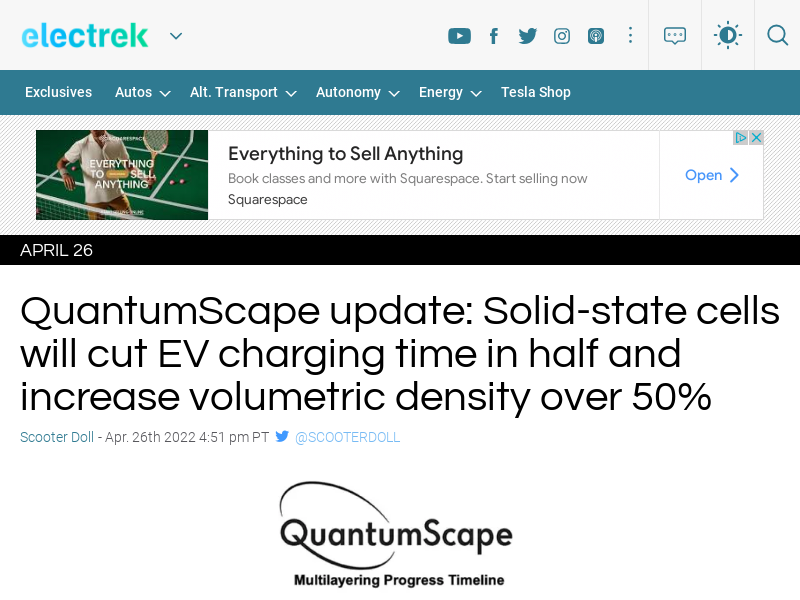 electrek
Exclusives Autos Alt. Transport Autonomy Energy Tesla Shop
SQUARESPACE
EVERYTHING
TO SELL
ANYTHING
Everything to Sell Anything
Book classes and more with Squarespace. Start selling now
Squarespace
Open
APRIL 26
QuantumScape update: Solid-state cells
will cut EV charging time in half and
increase volumetric density over 50%
Scooter Doll - Apr. 26th 2022 4:51 pm PT @SCOOTERDOLL
QuantumScape
Multilayering Progress Timeline